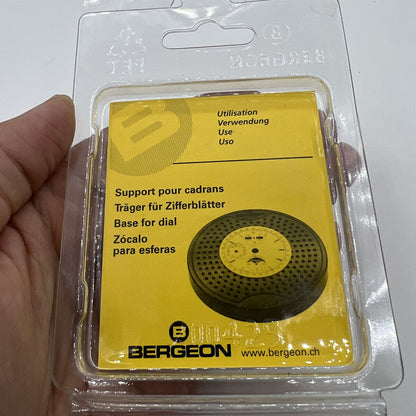 BERGEON
PET
Utilisation
Verwendung
Use
Uso
Support pour cadrans
Träger für Zifferblätter
Base for dial
Zócalo
para esferas
B
BERGEON
www.bergeon.ch